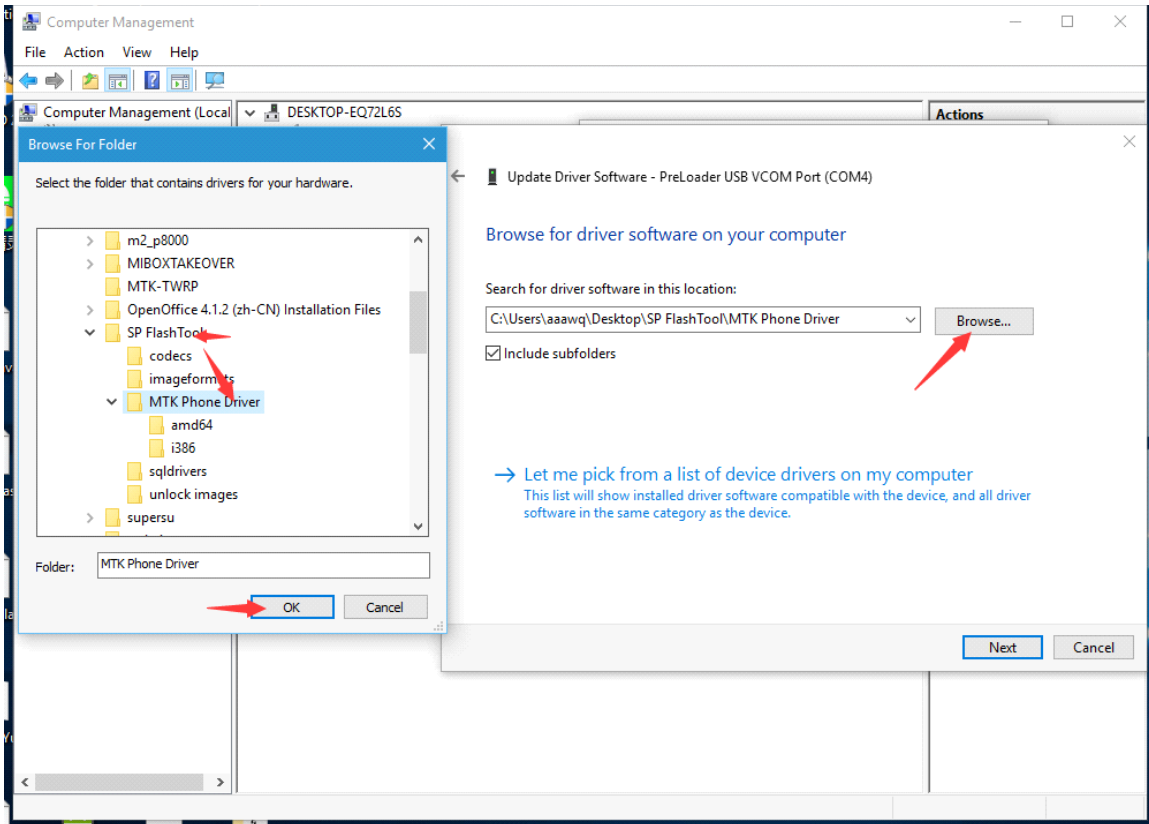 Computer Management
File Action View Help
Computer Management (Local
DESKTOP-EQ72L6S
Actions
Browse For Folder
Select the folder that contains drivers for your hardware.
m2_p8000
MIBOXTAKEOVER
MTK-TWRP
OpenOffice 4.1.2 (zh-CN) Installation Files
SP FlashTool
codecs
imageformats
MTK Phone Driver
amd64
i386
sqldrivers
unlock images
supersu
Folder: MTK Phone Driver
OK Cancel
Update Driver Software - PreLoader USB VCOM Port (COM4)
Browse for driver software on your computer
Search for driver software in this location:
C:\Users\aaawq\Desktop\SP FlashTool\MTK Phone Driver
Browse...
Include subfolders
Let me pick from a list of device drivers on my computer
This list will show installed driver software compatible with the device, and all driver
software in the same category as the device.
Next Cancel